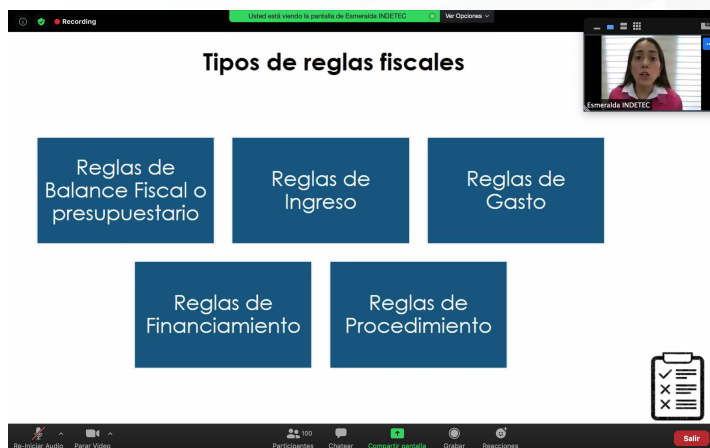 Recording
Usted está viendo la pantalla de Esmeralda INDETEC
Ver Opciones
Tipos de reglas fiscales
Esmeralda INDETEC
Reglas de
Balance Fiscal o
presupuestario
Reglas de
Ingreso
Reglas de
Gasto
Reglas de
Financiamiento
Reglas de
Procedimiento
Re-Iniciar Audio
Parar Video
100
Participantes
Chatear
Compartir pantalla
Grabar
Reacciones
Salir